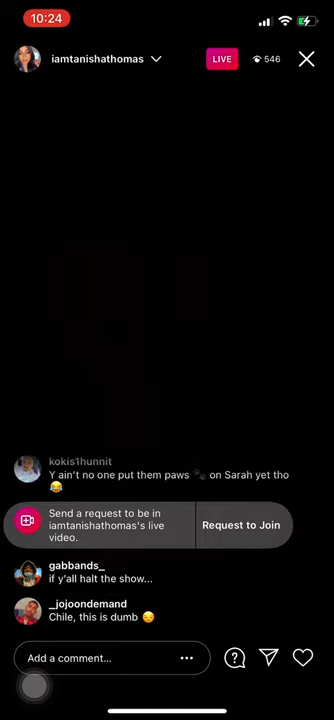 10:24
iamtanishathomas
LIVE
546
kokis1hunnit
Y ain't no one put them paws 🐾 on Sarah yet tho
😂
Send a request to be in
iamtanishathomas's live
video.
Request to Join
gabbands_
if y'all halt the show...
_jojoondemand
Chile, this is dumb 😏
Add a comment...